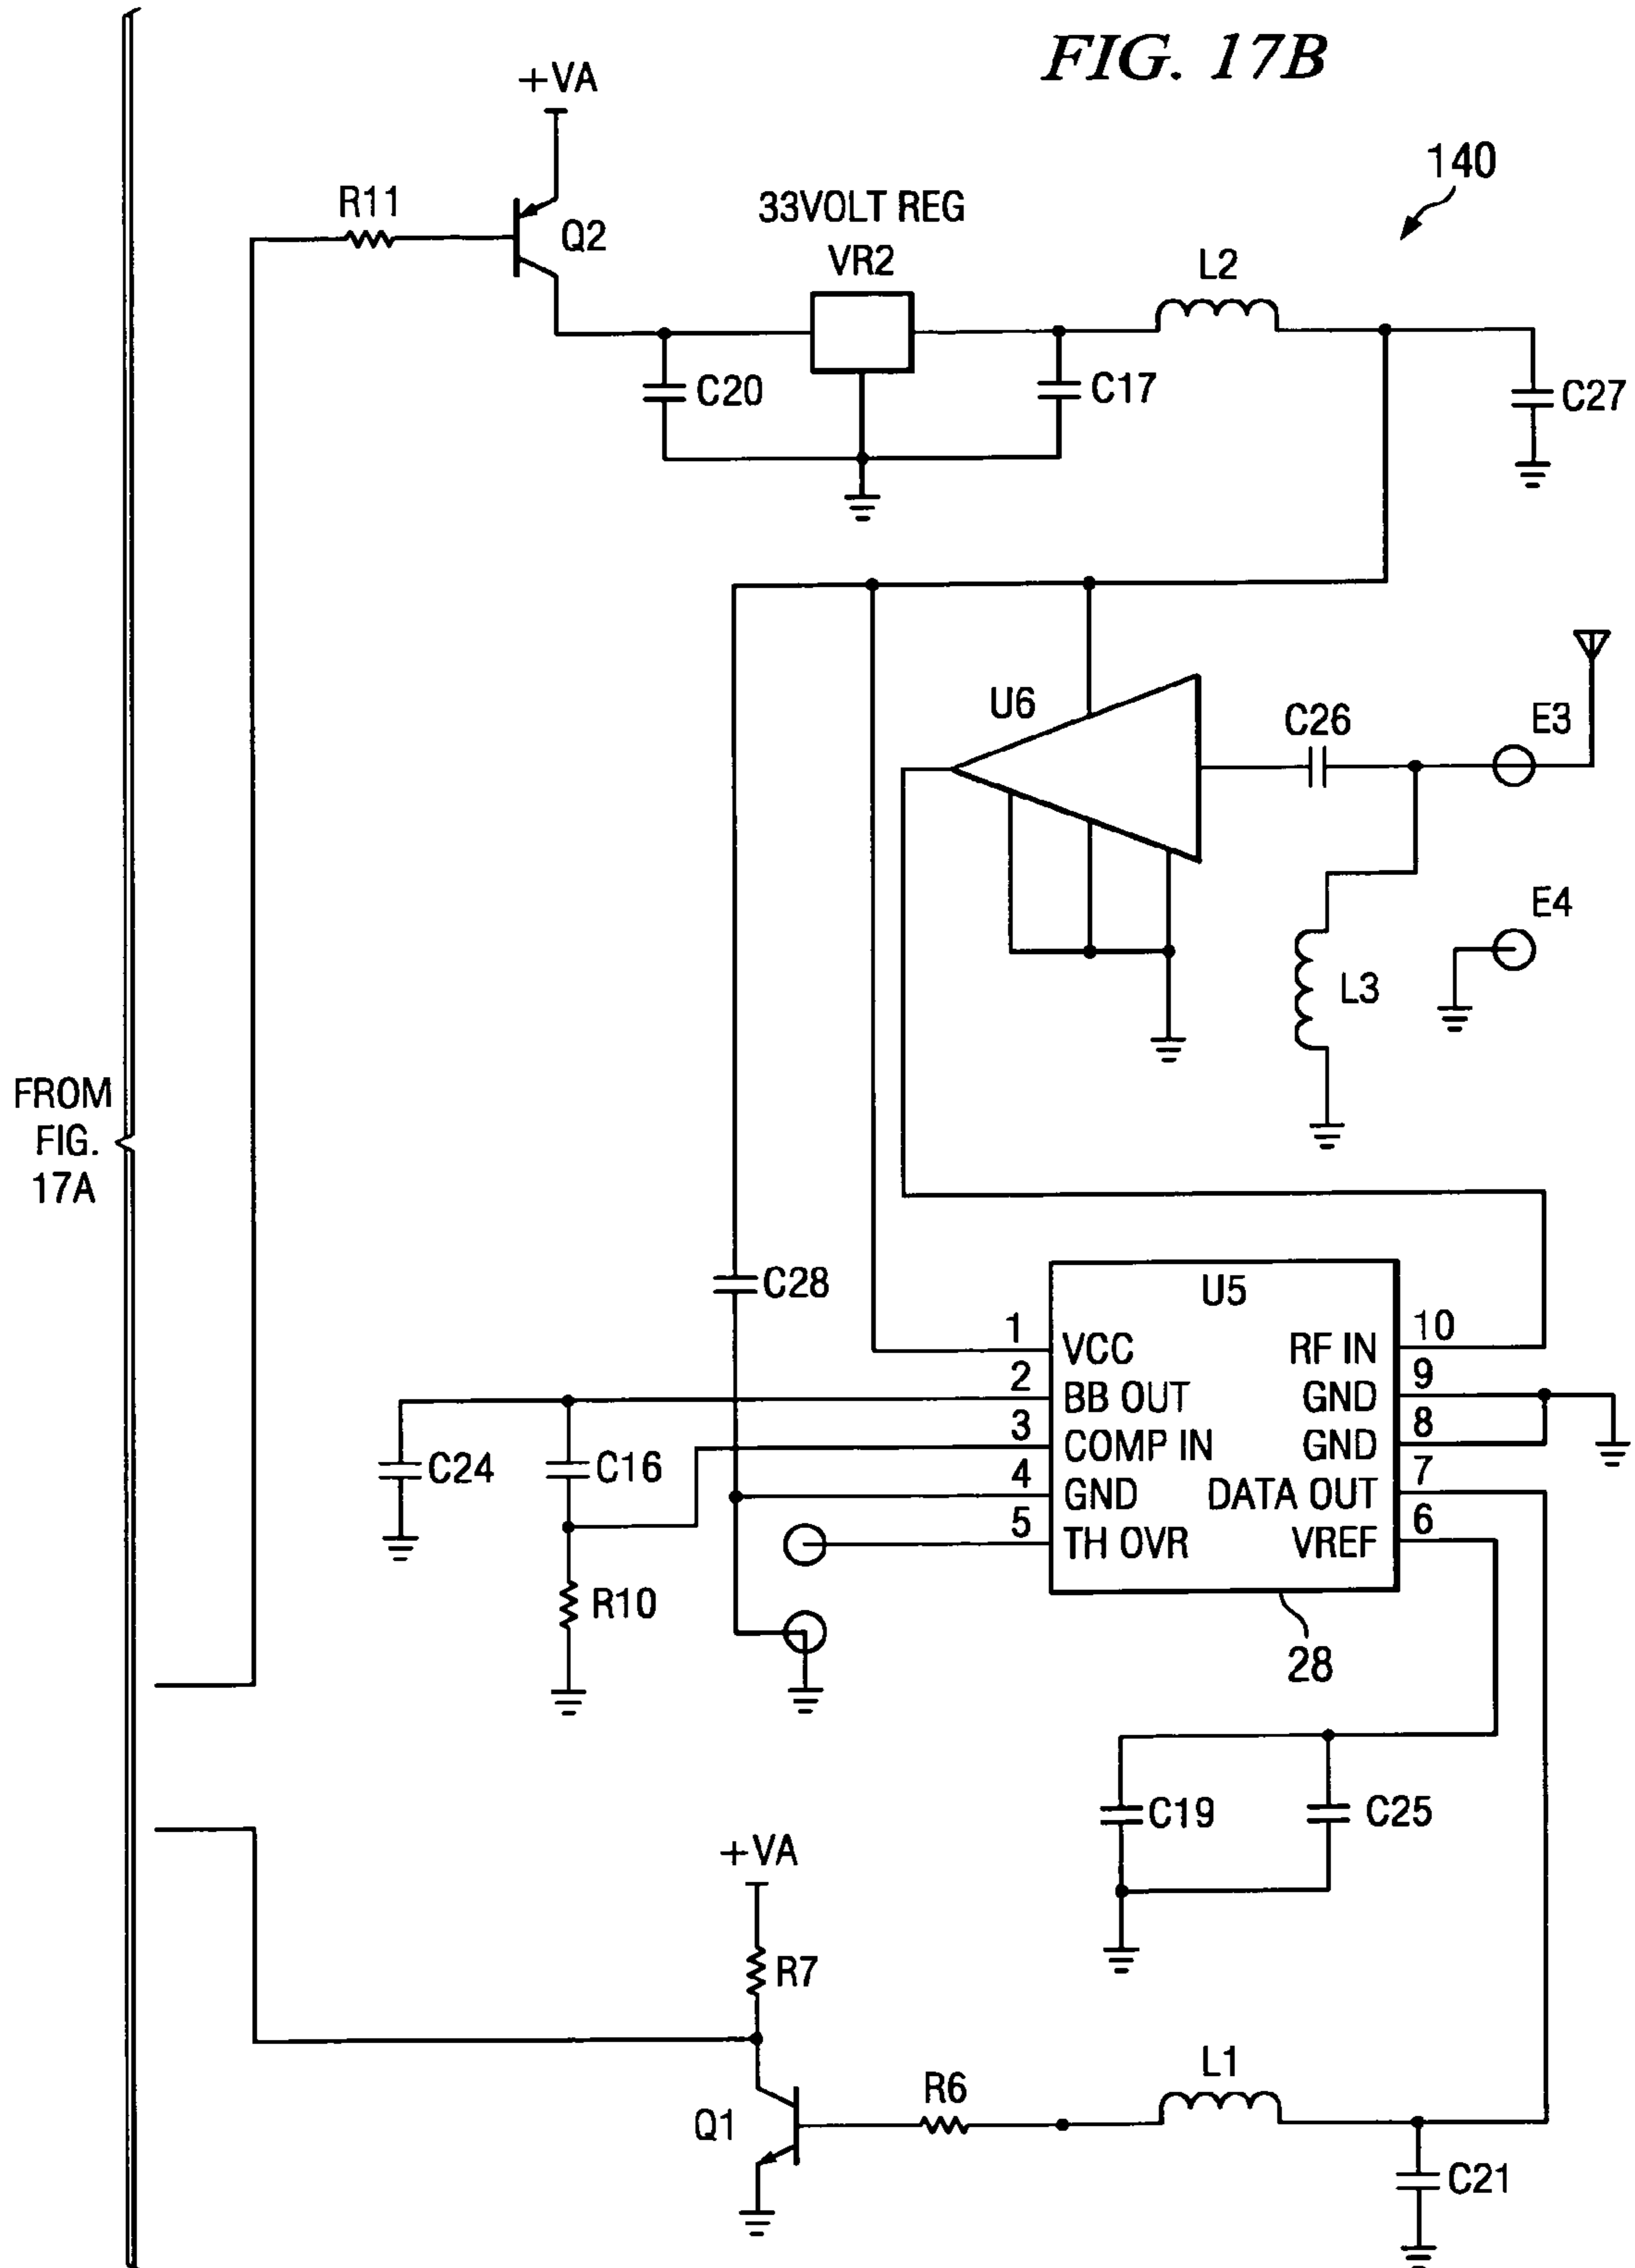 FIG. 17B
+VA
140
R11
Q2
33VOLT REG
VR2
L2
C20
C17
C27
U6
C26
E3
E4
L3
FROM
FIG.
17A
C28
U5
1
VCC
RF IN
10
2
BB OUT
GND
9
3
COMP IN
GND
8
4
GND
DATA OUT
7
5
TH OVR
VREF
6
C24
C16
R10
28
C19
C25
+VA
R7
Q1
R6
L1
C21